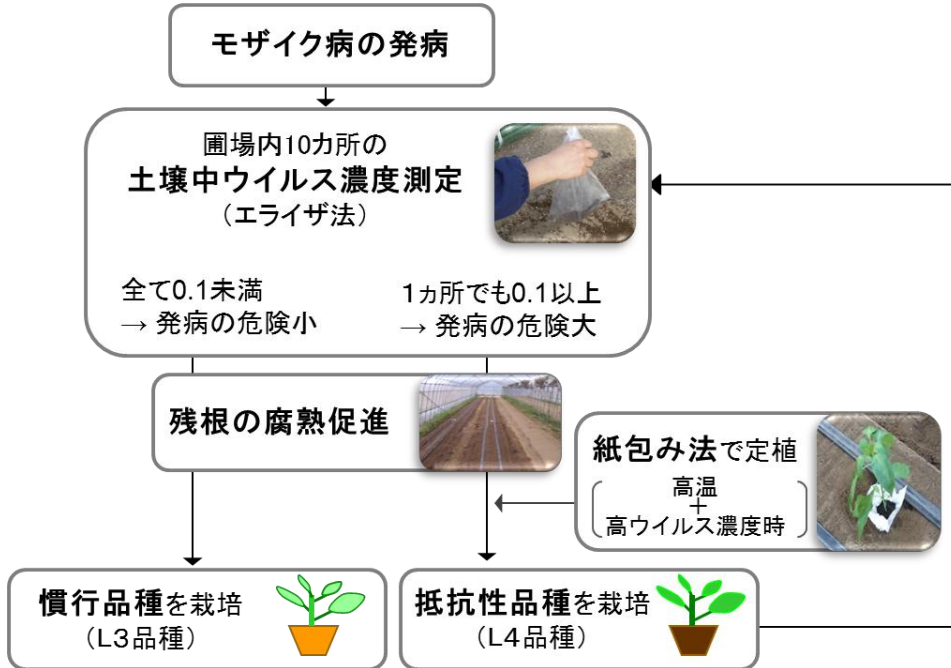 モザイク病の発病
圃場内10カ所の
土壌中ウイルス濃度測定
(エライザ法)
全て0.1未満
→ 発病の危険小
1ヵ所でも0.1以上
→ 発病の危険大
残根の腐熟促進
紙包み法で定植
高温
+
高ウイルス濃度時
慣行品種を栽培
(L3品種)
抵抗性品種を栽培
(L4品種)